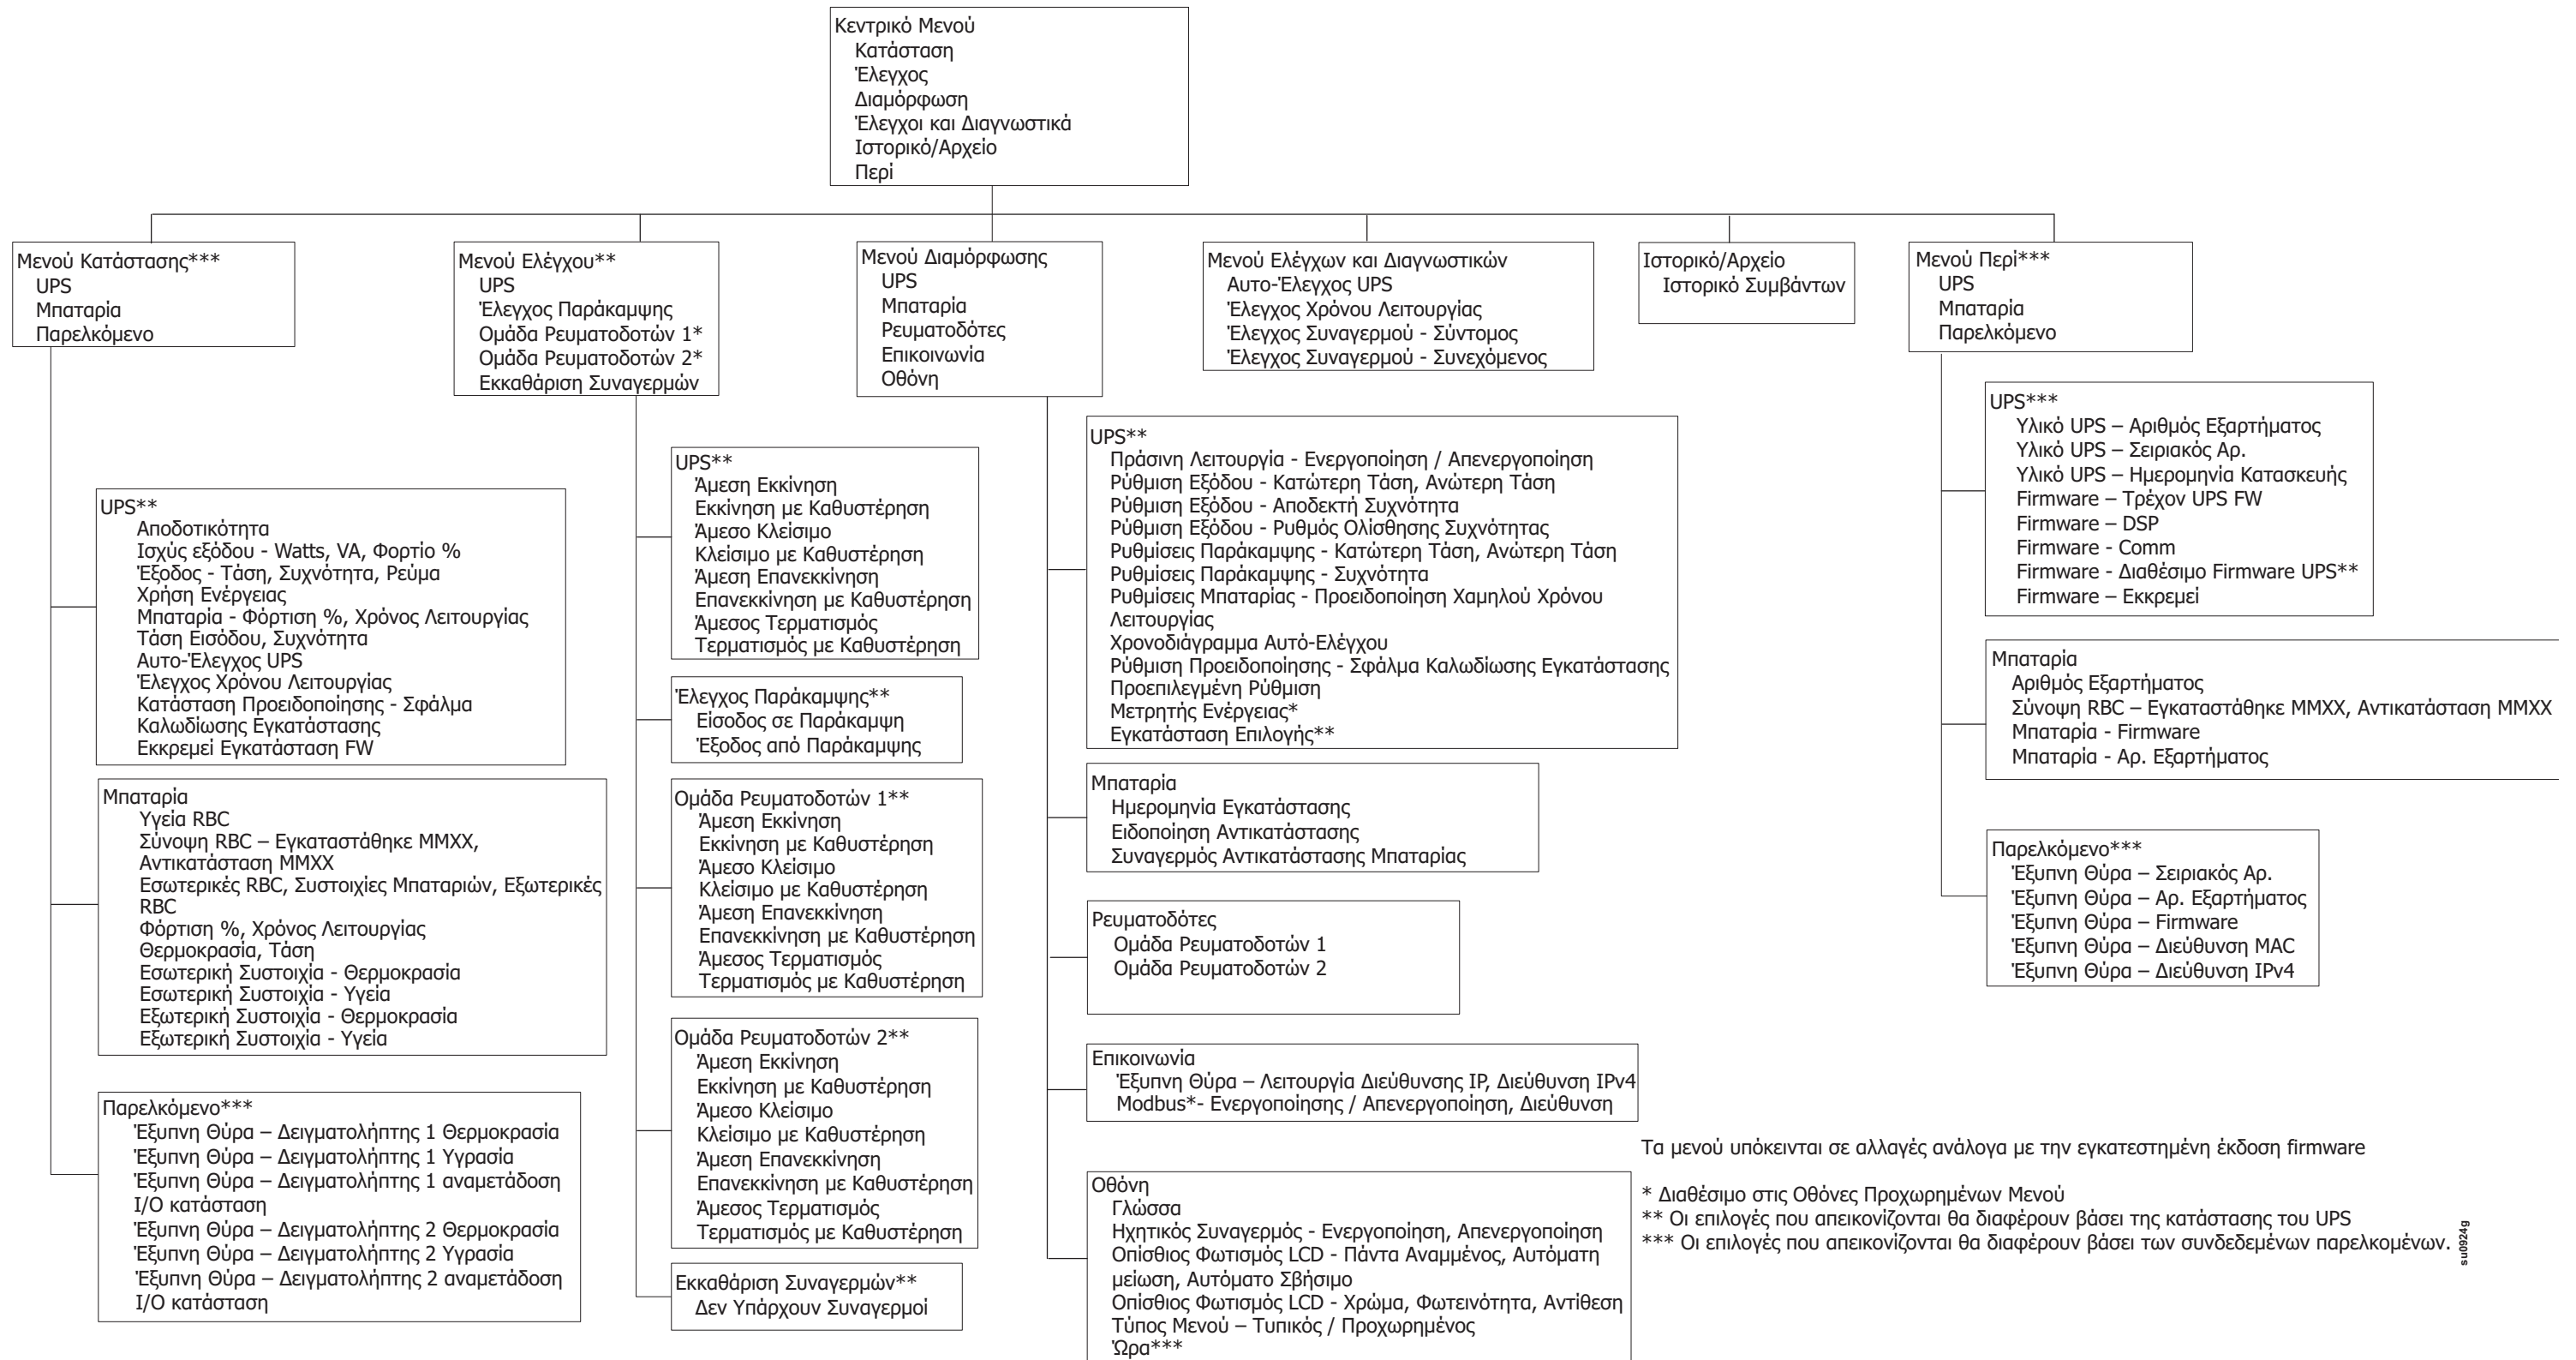 Κεντρικό Μενού
Κατάσταση
Έλεγχος
Διαμόρφωση
Έλεγχοι και Διαγνωστικά
Ιστορικό/Αρχείο
Περί
Μενού Κατάστασης***
UPS
Μπαταρία
Παρελκόμενο
UPS**
Αποδοτικότητα
Ισχύς εξόδου - Watts, VA, Φορτίο %
Έξοδος - Τάση, Συχνότητα, Ρεύμα
Χρήση Ενέργειας
Μπαταρία - Φόρτιση %, Χρόνος Λειτουργίας
Τάση Εισόδου, Συχνότητα
Αυτο-Έλεγχος UPS
Έλεγχος Χρόνου Λειτουργίας
Κατάσταση Προειδοποίησης - Σφάλμα
Καλωδίωσης Εγκατάστασης
Εκκρεμεί Εγκατάσταση FW
Μπαταρία
Υγεία RBC
Σύνοψη RBC – Εγκαταστάθηκε MMXX,
Αντικατάσταση MMXX
Εσωτερικές RBC, Συστοιχίες Μπαταριών, Εξωτερικές
RBC
Φόρτιση %, Χρόνος Λειτουργίας
Θερμοκρασία, Τάση
Εσωτερική Συστοιχία - Θερμοκρασία
Εσωτερική Συστοιχία - Υγεία
Εξωτερική Συστοιχία - Θερμοκρασία
Εξωτερική Συστοιχία - Υγεία
Παρελκόμενο***
Έξυπνη Θύρα – Δειγματολήπτης 1 Θερμοκρασία
Έξυπνη Θύρα – Δειγματολήπτης 1 Υγρασία
Έξυπνη Θύρα – Δειγματολήπτης 1 αναμετάδοση
I/O κατάσταση
Έξυπνη Θύρα – Δειγματολήπτης 2 Θερμοκρασία
Έξυπνη Θύρα – Δειγματολήπτης 2 Υγρασία
Έξυπνη Θύρα – Δειγματολήπτης 2 αναμετάδοση
I/O κατάσταση
Μενού Ελέγχου**
UPS
Έλεγχος Παράκαμψης
Ομάδα Ρευματοδοτών 1*
Ομάδα Ρευματοδοτών 2*
Εκκαθάριση Συναγερμών
UPS**
Άμεση Εκκίνηση
Εκκίνηση με Καθυστέρηση
Άμεσο Κλείσιμο
Κλείσιμο με Καθυστέρηση
Άμεση Επανεκκίνηση
Επανεκκίνηση με Καθυστέρηση
Άμεσος Τερματισμός
Τερματισμός με Καθυστέρηση
Έλεγχος Παράκαμψης**
Είσοδος σε Παράκαμψη
Έξοδος από Παράκαμψης
Ομάδα Ρευματοδοτών 1**
Άμεση Εκκίνηση
Εκκίνηση με Καθυστέρηση
Άμεσο Κλείσιμο
Κλείσιμο με Καθυστέρηση
Άμεση Επανεκκίνηση
Επανεκκίνηση με Καθυστέρηση
Άμεσος Τερματισμός
Τερματισμός με Καθυστέρηση
Ομάδα Ρευματοδοτών 2**
Άμεση Εκκίνηση
Εκκίνηση με Καθυστέρηση
Άμεσο Κλείσιμο
Κλείσιμο με Καθυστέρηση
Άμεση Επανεκκίνηση
Επανεκκίνηση με Καθυστέρηση
Άμεσος Τερματισμός
Τερματισμός με Καθυστέρηση
Εκκαθάριση Συναγερμών**
Δεν Υπάρχουν Συναγερμοί
Μενού Διαμόρφωσης
UPS
Μπαταρία
Ρευματοδότες
Επικοινωνία
Οθόνη
UPS**
Πράσινη Λειτουργία - Ενεργοποίηση / Απενεργοποίηση
Ρύθμιση Εξόδου - Κατώτερη Τάση, Ανώτερη Τάση
Ρύθμιση Εξόδου - Αποδεκτή Συχνότητα
Ρύθμιση Εξόδου - Ρυθμός Ολίσθησης Συχνότητας
Ρυθμίσεις Παράκαμψης - Κατώτερη Τάση, Ανώτερη Τάση
Ρυθμίσεις Παράκαμψης - Συχνότητα
Ρυθμίσεις Μπαταρίας - Προειδοποίηση Χαμηλού Χρόνου
Λειτουργίας
Χρονοδιάγραμμα Αυτό-Ελέγχου
Ρύθμιση Προειδοποίησης - Σφάλμα Καλωδίωσης Εγκατάστασης
Προεπιλεγμένη Ρύθμιση
Μετρητής Ενέργειας*
Εγκατάσταση Επιλογής**
Μπαταρία
Ημερομηνία Εγκατάστασης
Ειδοποίηση Αντικατάστασης
Συναγερμός Αντικατάστασης Μπαταρίας
Ρευματοδότες
Ομάδα Ρευματοδοτών 1
Ομάδα Ρευματοδοτών 2
Επικοινωνία
Έξυπνη Θύρα – Λειτουργία Διεύθυνσης IP, Διεύθυνση IPv4
Modbus*- Ενεργοποίησης / Απενεργοποίηση, Διεύθυνση
Οθόνη
Γλώσσα
Ηχητικός Συναγερμός - Ενεργοποίηση, Απενεργοποίηση
Οπίσθιος Φωτισμός LCD - Πάντα Αναμμένος, Αυτόματη
μείωση, Αυτόματο Σβήσιμο
Οπίσθιος Φωτισμός LCD - Χρώμα, Φωτεινότητα, Αντίθεση
Τύπος Μενού – Τυπικός / Προχωρημένος
Ώρα***
Μενού Ελέγχων και Διαγνωστικών
Αυτο-Έλεγχος UPS
Έλεγχος Χρόνου Λειτουργίας
Έλεγχος Συναγερμού - Σύντομος
Έλεγχος Συναγερμού - Συνεχόμενος
Ιστορικό/Αρχείο
Ιστορικό Συμβάντων
Μενού Περί***
UPS
Μπαταρία
Παρελκόμενο
UPS***
Υλικό UPS – Αριθμός Εξαρτήματος
Υλικό UPS – Σειριακός Αρ.
Υλικό UPS – Ημερομηνία Κατασκευής
Firmware – Τρέχον UPS FW
Firmware – DSP
Firmware - Comm
Firmware - Διαθέσιμο Firmware UPS**
Firmware – Εκκρεμεί
Μπαταρία
Αριθμός Εξαρτήματος
Σύνοψη RBC – Εγκαταστάθηκε MMXX, Αντικατάσταση MMXX
Μπαταρία - Firmware
Μπαταρία - Αρ. Εξαρτήματος
Παρελκόμενο***
Έξυπνη Θύρα – Σειριακός Αρ.
Έξυπνη Θύρα – Αρ. Εξαρτήματος
Έξυπνη Θύρα – Firmware
Έξυπνη Θύρα – Διεύθυνση MAC
Έξυπνη Θύρα – Διεύθυνση IPv4
Τα μενού υπόκεινται σε αλλαγές ανάλογα με την εγκατεστημένη έκδοση firmware
* Διαθέσιμο στις Οθόνες Προχωρημένων Μενού
** Οι επιλογές που απεικονίζονται θα διαφέρουν βάσει της κατάστασης του UPS
*** Οι επιλογές που απεικονίζονται θα διαφέρουν βάσει των συνδεδεμένων παρελκομένων.
su0924g